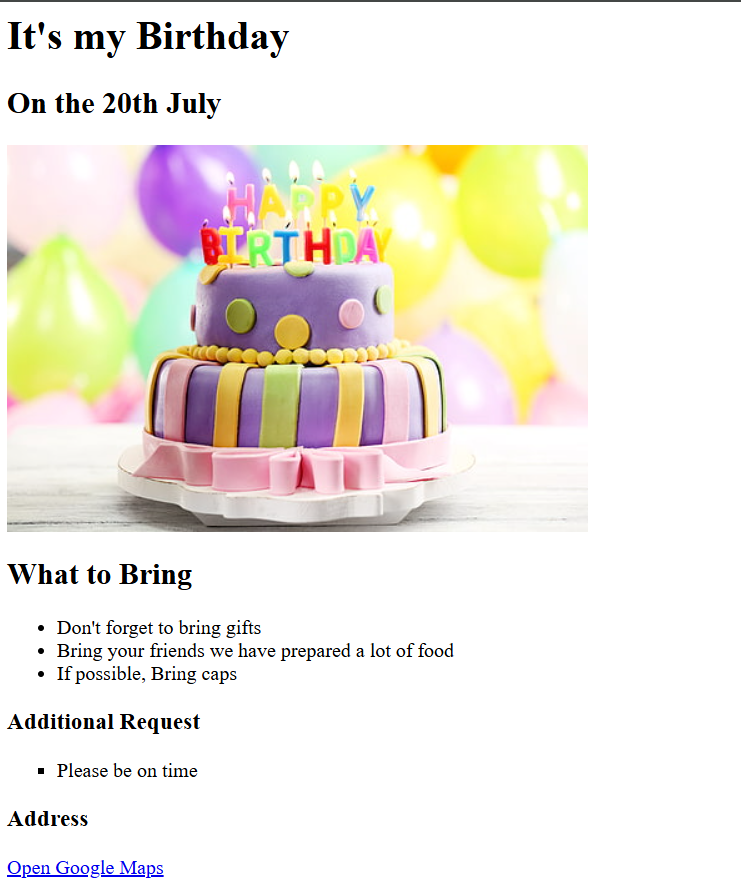 It's my Birthday
On the 20th July
HAPPY
BIRTHDAY
What to Bring
Don't forget to bring gifts
Bring your friends we have prepared a lot of food
If possible, Bring caps
Additional Request
Please be on time
Address
Open Google Maps